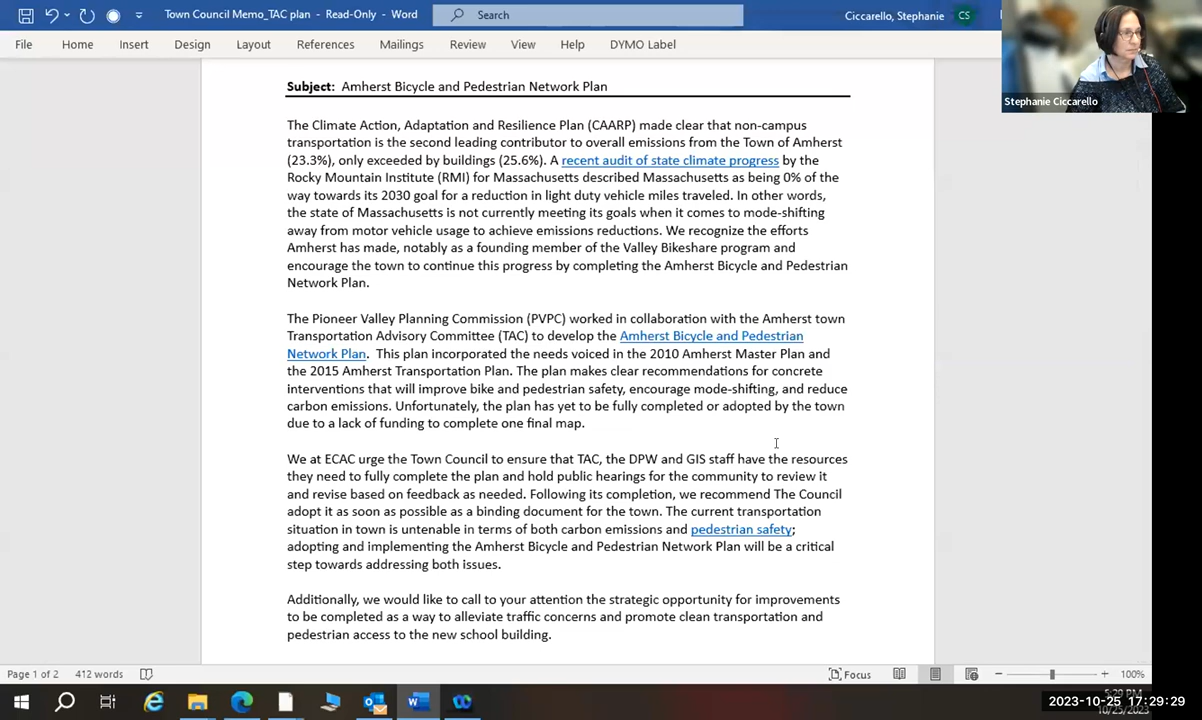 Town Council Memo_TAC plan - Read-Only - Word
Search
Ciccarello, Stephanie CS
File Home Insert Design Layout References Mailings Review View Help DYMO Label
Stephanie Ciccarello
Subject: Amherst Bicycle and Pedestrian Network Plan
The Climate Action, Adaptation and Resilience Plan (CAARP) made clear that non-campus
transportation is the second leading contributor to overall emissions from the Town of Amherst
(23.3%), only exceeded by buildings (25.6%). A recent audit of state climate progress by the
Rocky Mountain Institute (RMI) for Massachusetts described Massachusetts as being 0% of the
way towards its 2030 goal for a reduction in light duty vehicle miles traveled. In other words,
the state of Massachusetts is not currently meeting its goals when it comes to mode-shifting
away from motor vehicle usage to achieve emissions reductions. We recognize the efforts
Amherst has made, notably as a founding member of the Valley Bikeshare program and
encourage the town to continue this progress by completing the Amherst Bicycle and Pedestrian
Network Plan.
The Pioneer Valley Planning Commission (PVPC) worked in collaboration with the Amherst town
Transportation Advisory Committee (TAC) to develop the Amherst Bicycle and Pedestrian
Network Plan. This plan incorporated the needs voiced in the 2010 Amherst Master Plan and
the 2015 Amherst Transportation Plan. The plan makes clear recommendations for concrete
interventions that will improve bike and pedestrian safety, encourage mode-shifting, and reduce
carbon emissions. Unfortunately, the plan has yet to be fully completed or adopted by the town
due to a lack of funding to complete one final map.
We at ECAC urge the Town Council to ensure that TAC, the DPW and GIS staff have the resources
they need to fully complete the plan and hold public hearings for the community to review it
and revise based on feedback as needed. Following its completion, we recommend The Council
adopt it as soon as possible as a binding document for the town. The current transportation
situation in town is untenable in terms of both carbon emissions and pedestrian safety;
adopting and implementing the Amherst Bicycle and Pedestrian Network Plan will be a critical
step towards addressing both issues.
Additionally, we would like to call to your attention the strategic opportunity for improvements
to be completed as a way to alleviate traffic concerns and promote clean transportation and
pedestrian access to the new school building.
Page 1 of 2 412 words Focus 100%
5:29 PM
2023-10-25 17:29:29
10/25/2023